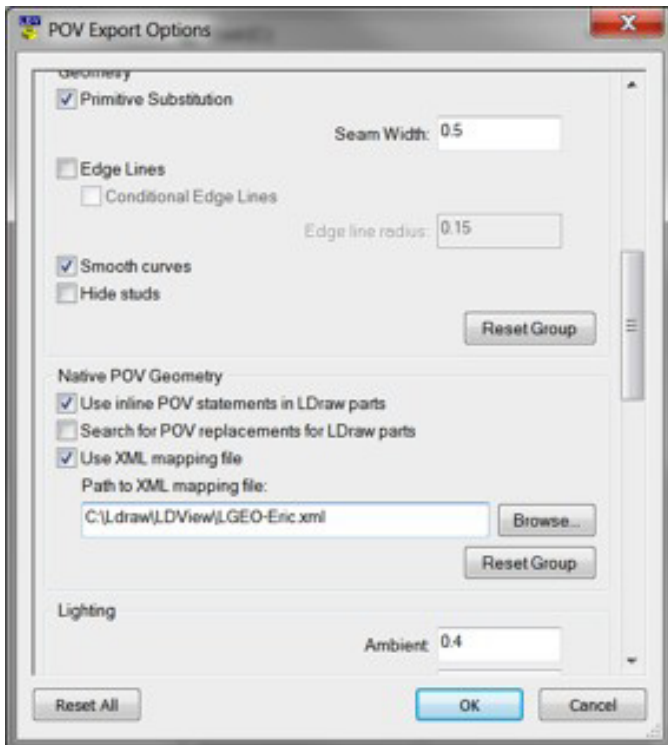 POV Export Options
Geometry
Primitive Substitution
Seam Width: 0.5
Edge Lines
Conditional Edge Lines
Edge line radius: 0.15
Smooth curves
Hide studs
Reset Group
Native POV Geometry
Use inline POV statements in LDraw parts
Search for POV replacements for LDraw parts
Use XML mapping file
Path to XML mapping file:
C:\Ldraw\LDView\LGEO-Eric.xml Browse...
Reset Group
Lighting
Ambient: 0.4
Reset All OK Cancel